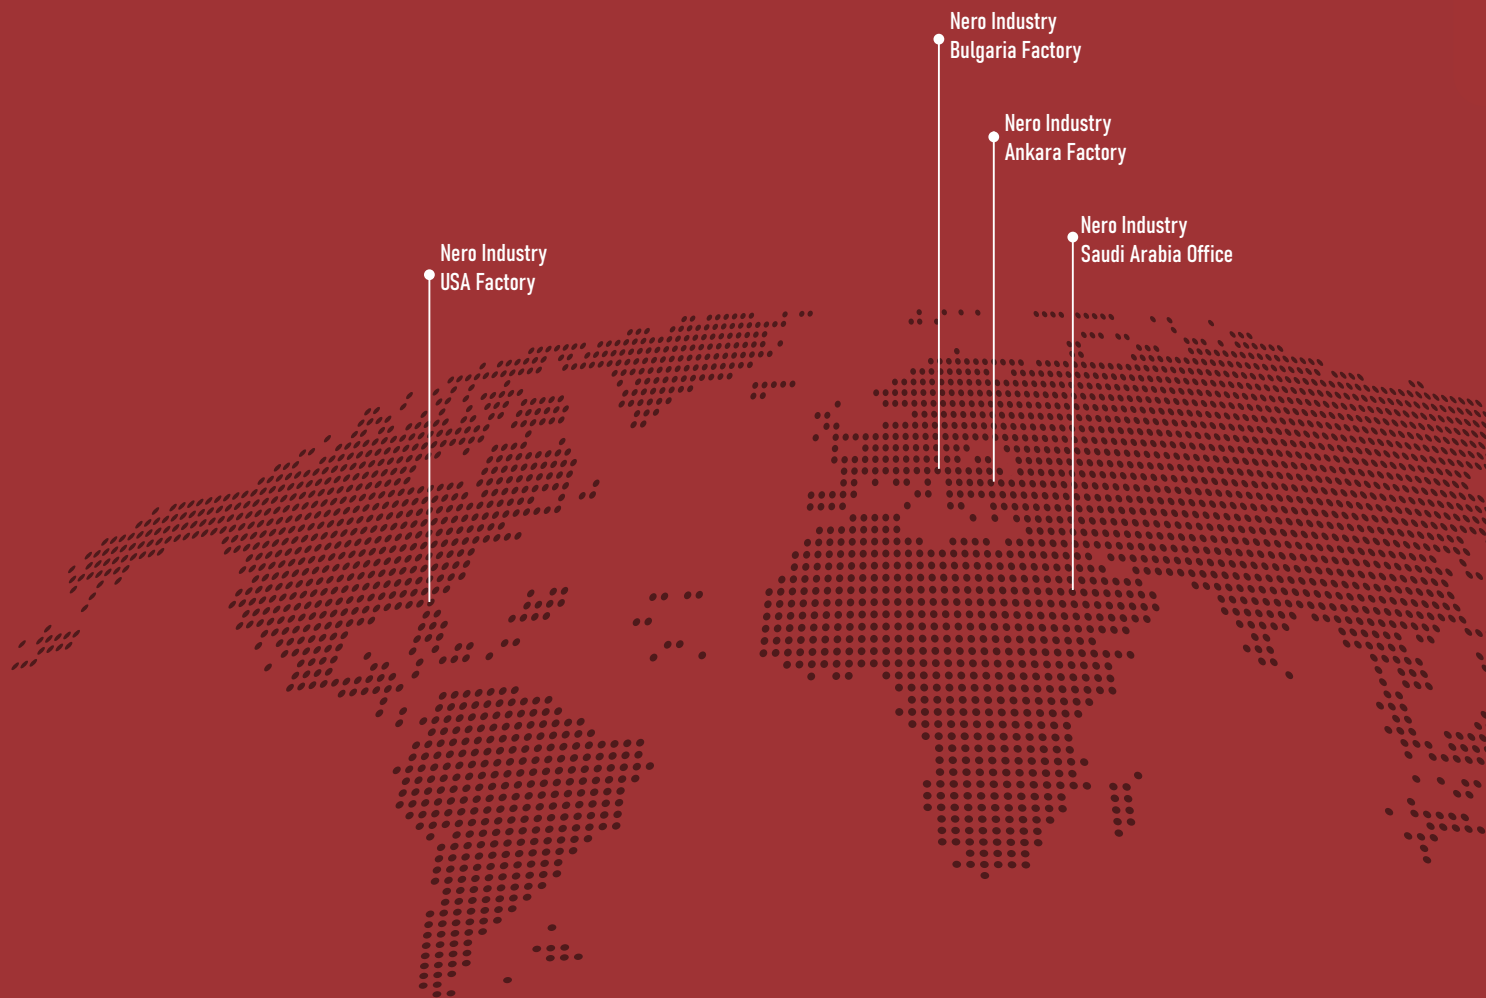 Nero Industry
Bulgaria Factory
Nero Industry
Ankara Factory
Nero Industry
Saudi Arabia Office
Nero Industry
USA Factory